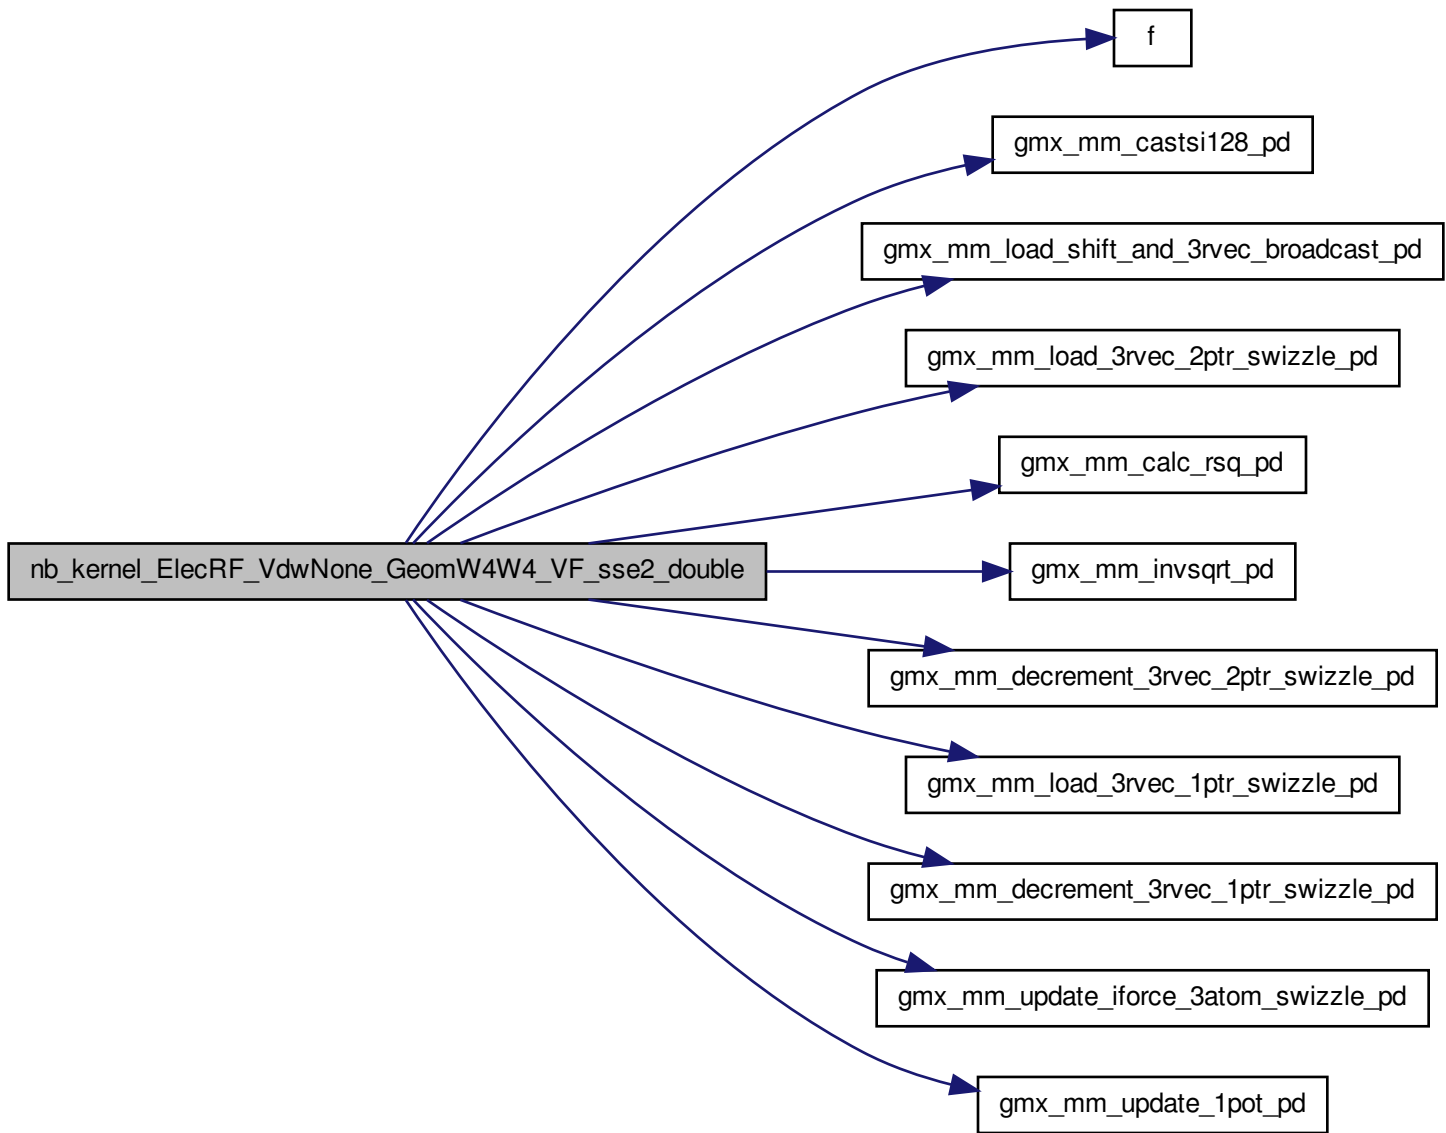 f
gmx_mm_castsi128_pd
gmx_mm_load_shift_and_3rvec_broadcast_pd
gmx_mm_load_3rvec_2ptr_swizzle_pd
gmx_mm_calc_rsq_pd
nb_kernel_ElecRF_VdwNone_GeomW4W4_VF_sse2_double
gmx_mm_invsqrt_pd
gmx_mm_decrement_3rvec_2ptr_swizzle_pd
gmx_mm_load_3rvec_1ptr_swizzle_pd
gmx_mm_decrement_3rvec_1ptr_swizzle_pd
gmx_mm_update_iforce_3atom_swizzle_pd
gmx_mm_update_1pot_pd